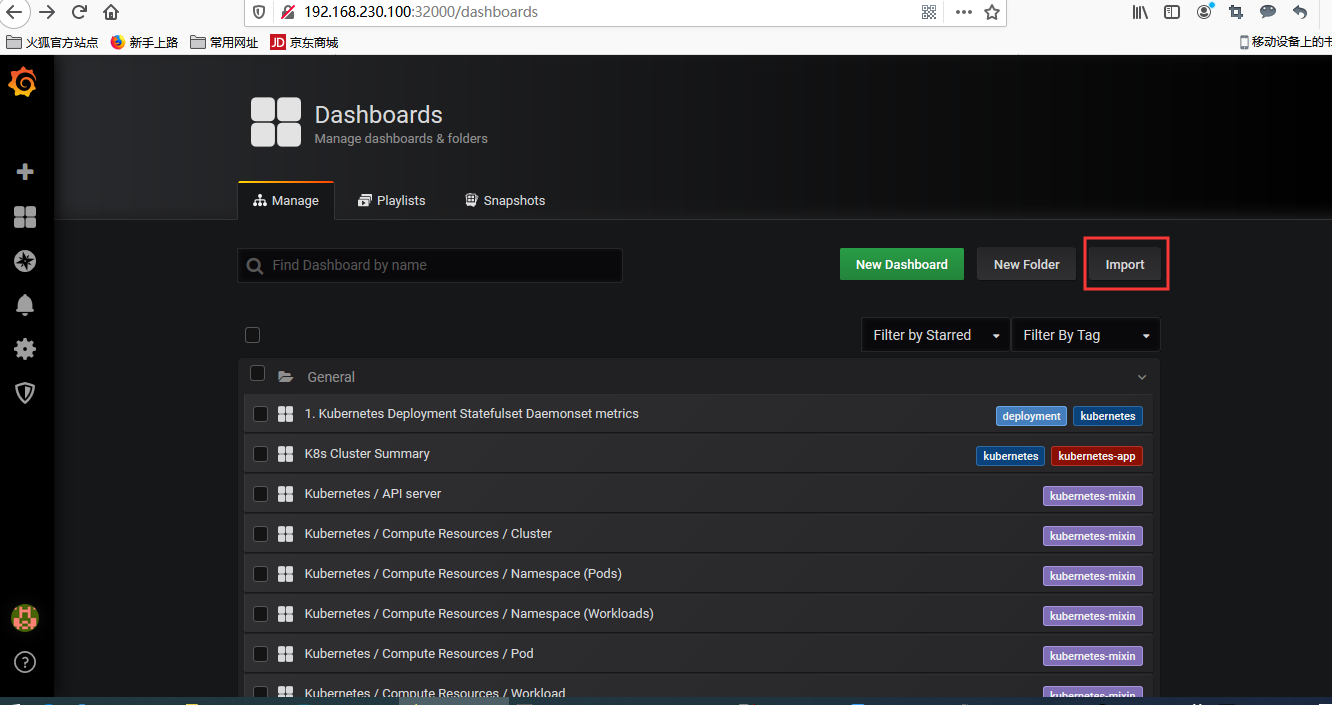 192.168.230.100:32000/dashboards
火狐官方站点 新手上路 常用网址 JD 京东商城 移动设备上的书
Dashboards
Manage dashboards & folders
Manage Playlists Snapshots
Find Dashboard by name New Dashboard New Folder Import
Filter by Starred Filter By Tag
General
1. Kubernetes Deployment Statefulset Daemonset metrics deployment kubernetes
K8s Cluster Summary kubernetes kubernetes-app
Kubernetes / API server kubernetes-mixin
Kubernetes / Compute Resources / Cluster kubernetes-mixin
Kubernetes / Compute Resources / Namespace (Pods) kubernetes-mixin
Kubernetes / Compute Resources / Namespace (Workloads) kubernetes-mixin
Kubernetes / Compute Resources / Pod kubernetes-mixin
Kubernetes / Compute Resources / Workload kubernetes-mixin